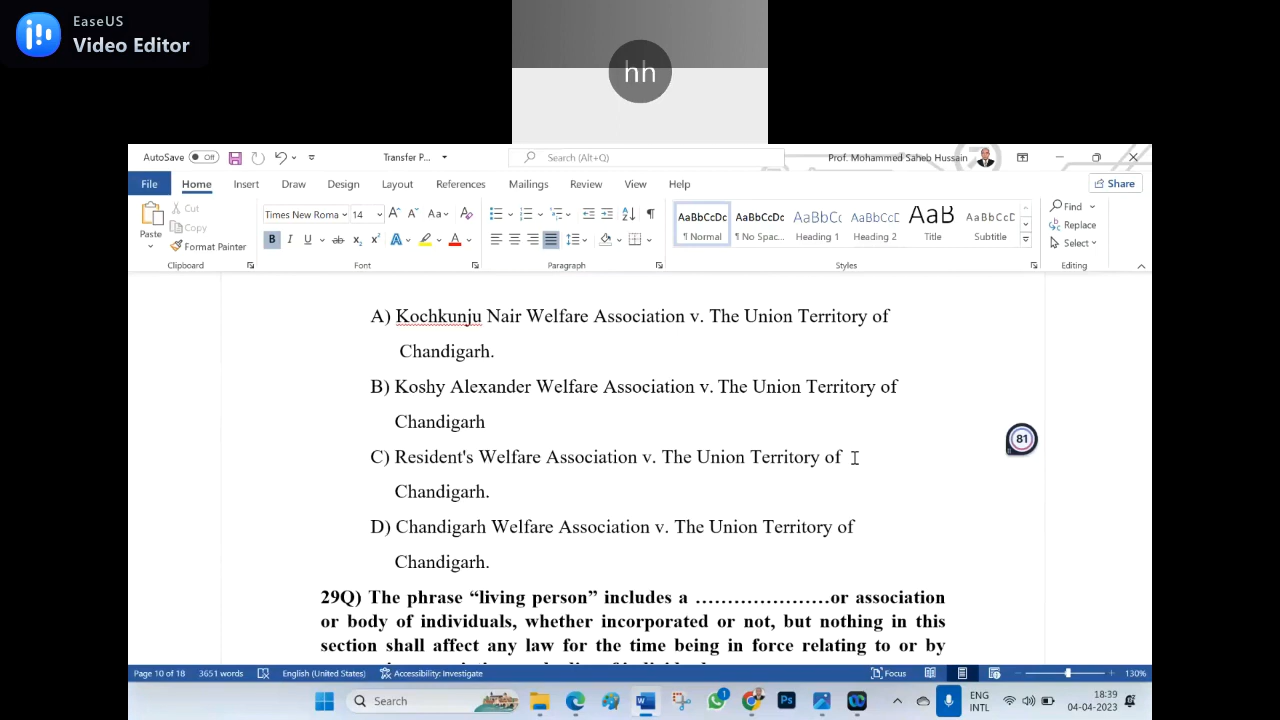 EaseUS
Video Editor
hh
AutoSave Off
Transfer P...
Search (Alt+Q)
Prof. Mohammed Saheb Hussain
File Home Insert Draw Design Layout References Mailings Review View Help
Share
Paste
Cut
Copy
Format Painter
Times New Roma 14
AaBbCcDc AaBbCcDc AaBbCc AaBbCcD AaB AaBbCcD
¶ Normal ¶ No Spac... Heading 1 Heading 2 Title Subtitle
Find
Replace
Select
Clipboard Font Paragraph Styles Editing
A) Kochkunju Nair Welfare Association v. The Union Territory of
Chandigarh.
B) Koshy Alexander Welfare Association v. The Union Territory of
Chandigarh
C) Resident's Welfare Association v. The Union Territory of
Chandigarh.
D) Chandigarh Welfare Association v. The Union Territory of
Chandigarh.
81
29Q) The phrase “living person” includes a …………………or association
or body of individuals, whether incorporated or not, but nothing in this
section shall affect any law for the time being in force relating to or by
Page 10 of 18 3651 words English (United States) Accessibility: Investigate Focus 130%
Search
1
ENG
INTL
18:39
04-04-2023